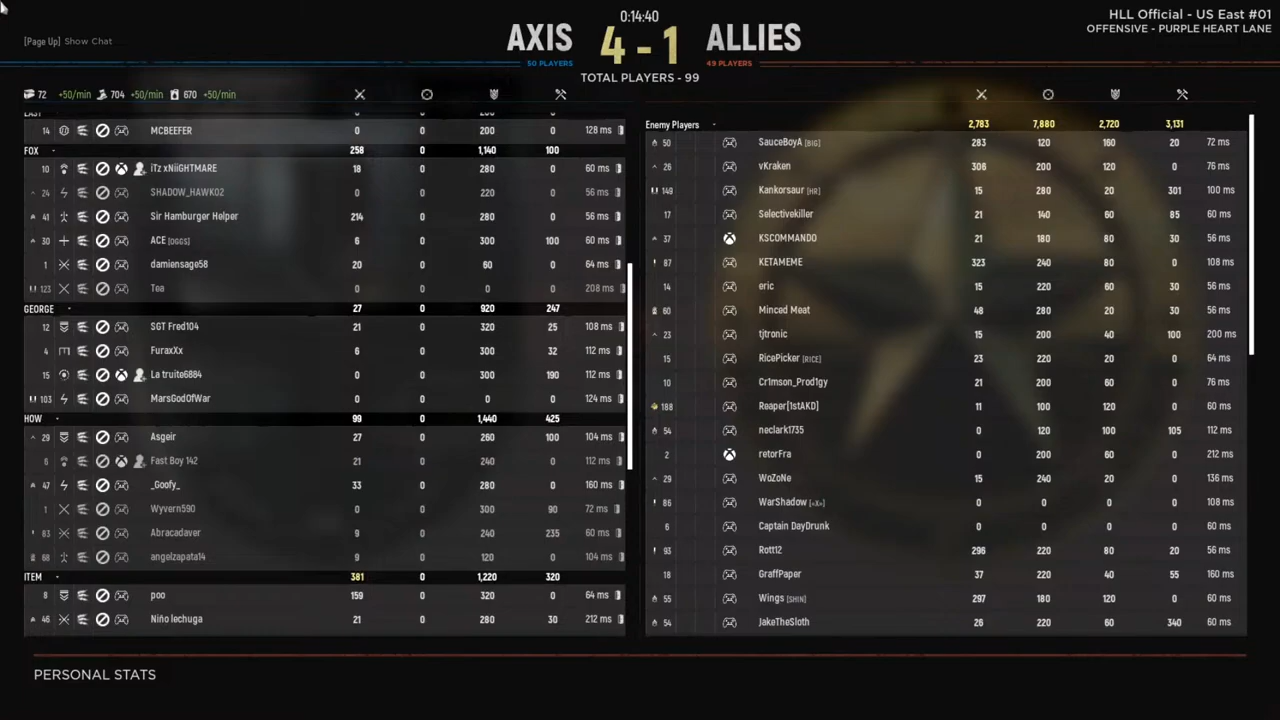 [Page Up] Show Chat
0:14:40
AXIS 4 - 1 ALLIES
50 PLAYERS 49 PLAYERS
TOTAL PLAYERS - 99
HLL Official - US East #01
OFFENSIVE - PURPLE HEART LANE
72 +50/min 704 +50/min 670 +50/min
14 MCBEEFER 0 0 200 0 128 ms
FOX - 258 0 1,140 100
10 iTz xNiiGHTMARE 18 0 280 0 60 ms
24 SHADOW_HAWK02 0 0 220 0 56 ms
41 Sir Hamburger Helper 214 0 280 0 56 ms
30 ACE [DGGS] 6 0 300 100 60 ms
1 damiensage58 20 0 60 0 64 ms
123 Tea 0 0 0 0 208 ms
GEORGE - 27 0 920 247
12 SGT Fred104 21 0 320 25 108 ms
4 FuraxXx 6 0 300 32 112 ms
15 La truite6884 0 0 300 190 112 ms
103 MarsGodOfWar 0 0 0 0 124 ms
HOW - 99 0 1,440 425
29 Asgeir 27 0 260 100 104 ms
6 Fast Boy 142 21 0 240 0 112 ms
47 _Goofy_ 33 0 280 0 160 ms
1 Wyvern590 0 0 300 90 72 ms
83 Abracadaver 9 0 240 235 60 ms
68 angelzapata14 9 0 120 0 104 ms
ITEM - 381 0 1,220 320
8 poo 159 0 320 0 64 ms
46 Niño lechuga 21 0 280 30 212 ms
Enemy Players - 2,783 7,880 2,720 3,131
50 SauceBoyA [BIG] 283 120 160 20 72 ms
26 vKraken 306 200 120 0 76 ms
149 Kankorsaur [HR] 15 280 20 301 100 ms
17 Selectivekiller 21 140 60 85 60 ms
37 KSCOMMANDO 21 180 80 30 56 ms
87 KETAMEME 323 240 80 0 108 ms
14 eric 15 220 60 30 56 ms
60 Minced Meat 48 280 20 30 56 ms
23 tjtronic 15 200 40 100 200 ms
15 RicePicker [RICE] 23 220 20 0 64 ms
10 Cr1mson_Prod1gy 21 200 60 0 76 ms
188 Reaper[1stAKD] 11 100 120 0 60 ms
54 neclark1735 0 120 100 105 112 ms
2 retorFra 0 200 60 0 212 ms
29 WoZoNe 15 240 20 0 136 ms
86 WarShadow [<X>] 0 0 0 0 108 ms
6 Captain DayDrunk 0 0 0 0 60 ms
93 Rott12 296 220 80 20 56 ms
18 GraffPaper 37 220 40 55 160 ms
55 Wings [SHIN] 297 180 120 0 60 ms
54 JakeTheSloth 26 220 60 340 60 ms
PERSONAL STATS